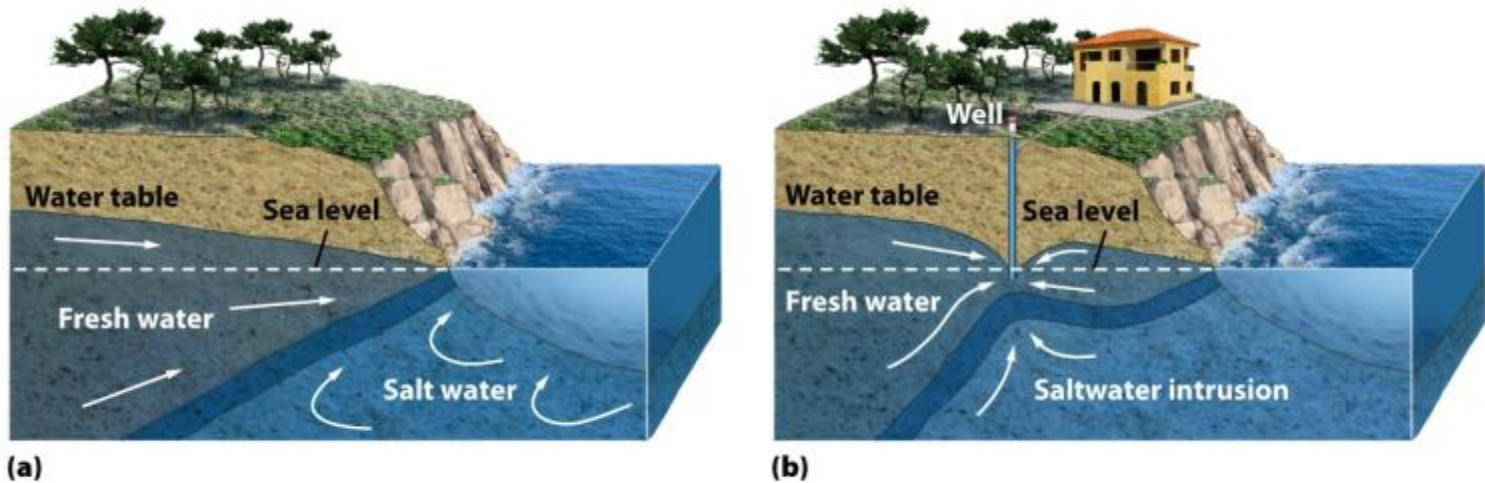 Water table
Sea level
Fresh water
Salt water
(a)
Well
Water table
Sea level
Fresh water
Saltwater intrusion
(b)